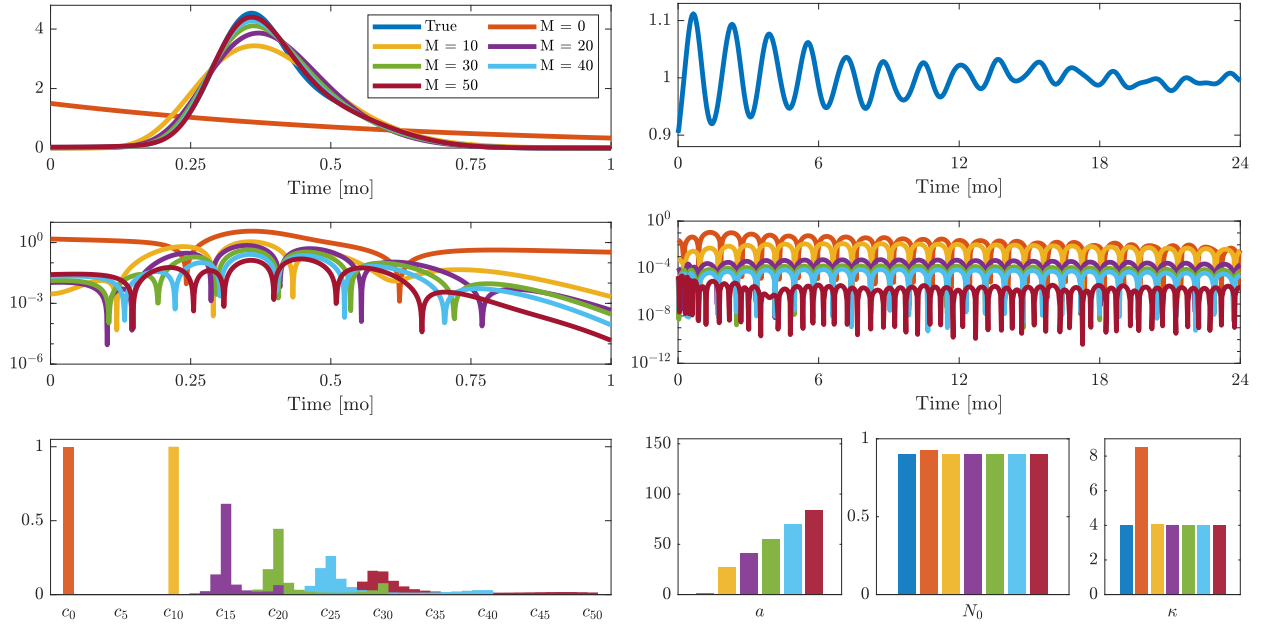 4
2
0
0
0.25
0.5
0.75
1
Time [mo]
True
M = 0
M = 10
M = 20
M = 30
M = 40
M = 50
1.1
1
0.9
0
6
12
18
24
Time [mo]
10^0
10^-3
10^-6
0
0.25
0.5
0.75
1
Time [mo]
10^0
10^-4
10^-8
10^-12
0
6
12
18
24
Time [mo]
1
0.5
0
c_0
c_5
c_10
c_15
c_20
c_25
c_30
c_35
c_40
c_45
c_50
150
100
50
0
a
1
0.5
0
N_0
8
6
4
2
0
κ